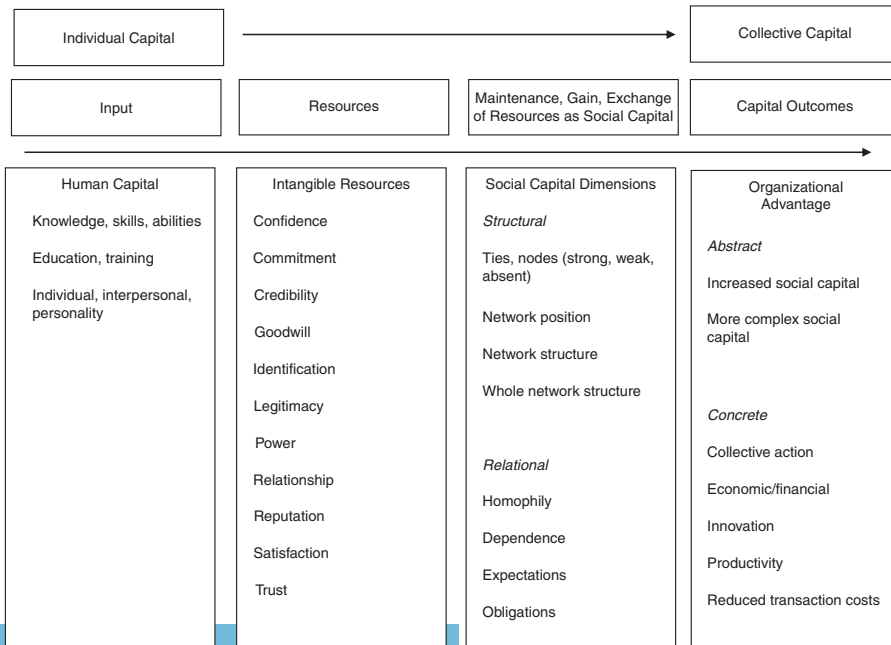 Individual Capital
Collective Capital
Input
Resources
Maintenance, Gain, Exchange
of Resources as Social Capital
Capital Outcomes
Human Capital
Knowledge, skills, abilities
Education, training
Individual, interpersonal,
personality
Intangible Resources
Confidence
Commitment
Credibility
Goodwill
Identification
Legitimacy
Power
Relationship
Reputation
Satisfaction
Trust
Social Capital Dimensions
Structural
Ties, nodes (strong, weak,
absent)
Network position
Network structure
Whole network structure
Relational
Homophily
Dependence
Expectations
Obligations
Organizational
Advantage
Abstract
Increased social capital
More complex social
capital
Concrete
Collective action
Economic/financial
Innovation
Productivity
Reduced transaction costs